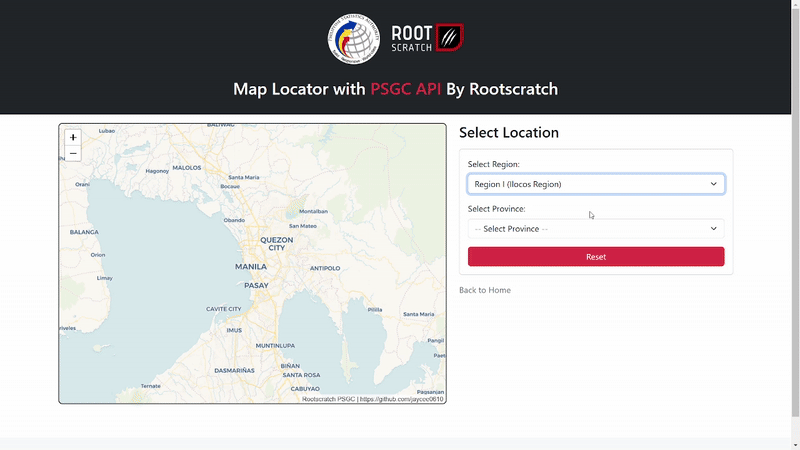 ROOT
SCRATCH
Map Locator with PSGC API By Rootscratch
+
−
Lubao
Hagonoy
MALOLOS
BALIWAG
Santa Maria
Bocaue
Orani
Obando
Montalban
San Mateo
BALANGA
QUEZON
CITY
Orion
MANILA
ANTIPOLO
Limay
PASAY
CAVITE CITY
Pililla
Santa Maria
IMUS
MUNTINLUPA
Pangil
BIÑAN
DASMARIÑAS
SANTA ROSA
Ternate
CABUYAO
Pagsanjan
Rootscratch PSGC | https://github.com/jaycee0610
Select Location
Select Region:
Region I (Ilocos Region)
Select Province:
-- Select Province --
Reset
Back to Home